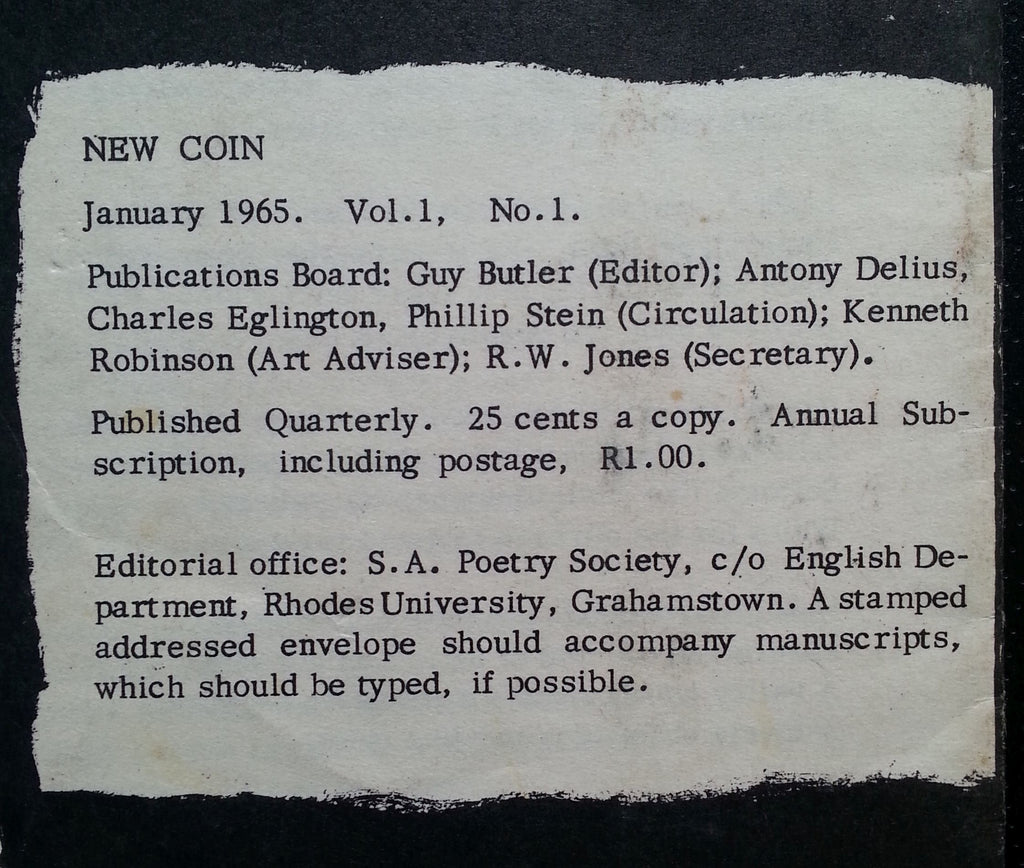 NEW COIN
January 1965. Vol.1, No.1.
Publications Board: Guy Butler (Editor); Antony Delius,
Charles Eglington, Phillip Stein (Circulation); Kenneth
Robinson (Art Adviser); R.W. Jones (Secretary).
Published Quarterly. 25 cents a copy. Annual Sub-
scription, including postage, R1.00.
Editorial office: S.A. Poetry Society, c/o English De-
partment, Rhodes University, Grahamstown. A stamped
addressed envelope should accompany manuscripts,
which should be typed, if possible.